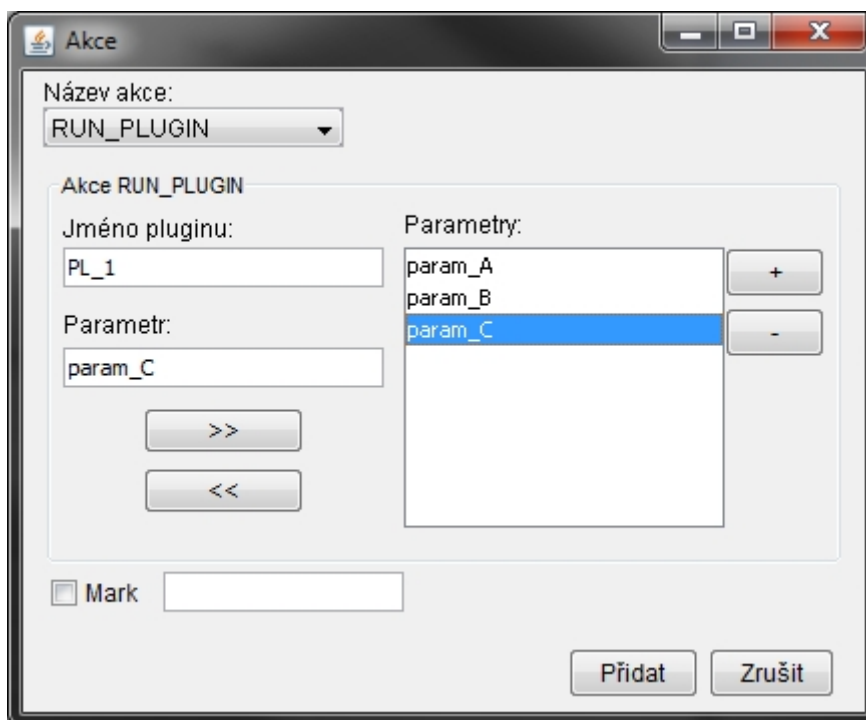 Akce
Název akce:
RUN_PLUGIN
Akce RUN_PLUGIN
Jméno pluginu:
PL_1
Parametr:
param_C
>>
<<
Parametry:
param_A
param_B
param_C
+
-
Mark
Přidat
Zrušit